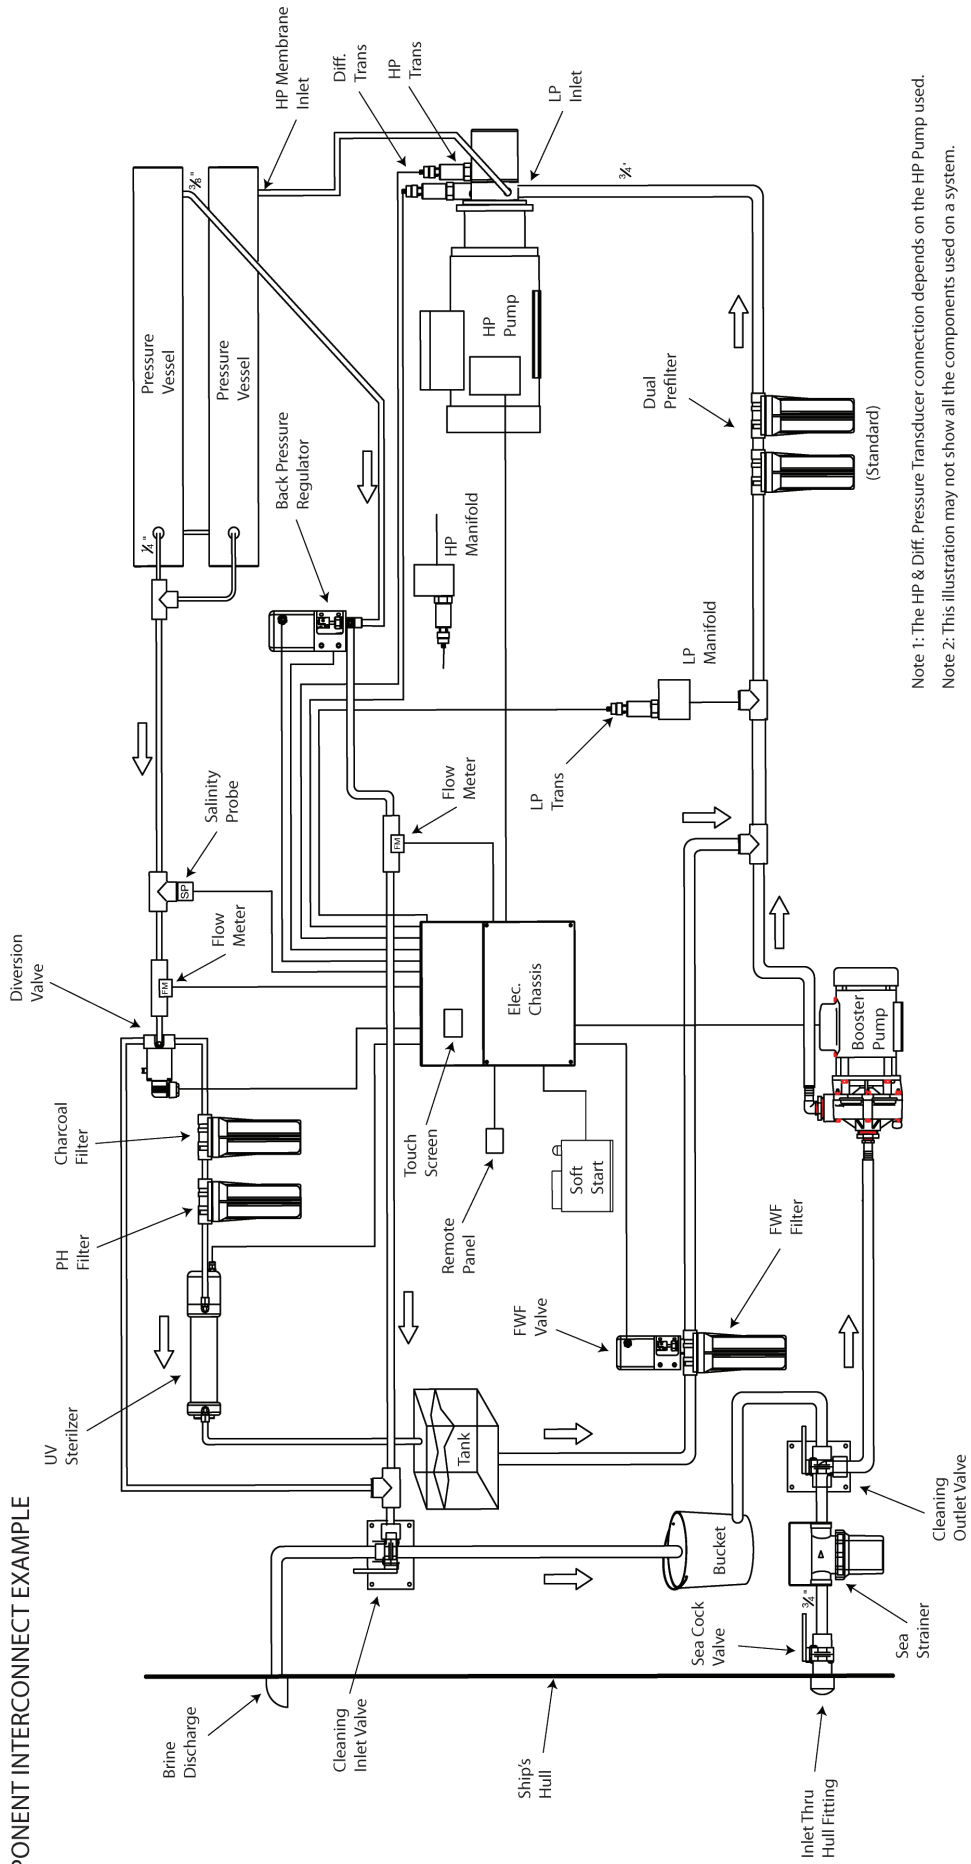 PONENT INTERCONNECT EXAMPLE
Brine
Discharge
Cleaning
Inlet Valve
Ship's
Hull
Inlet Thru
Hull Fitting
Sea Cock
Valve
3/4"
Sea
Strainer
Cleaning
Outlet Valve
Bucket
Tank
UV
Sterilzer
PH
Filter
Charcoal
Filter
Diversion
Valve
FM
Flow
Meter
SP
Salinity
Probe
FWF
Valve
FWF
Filter
Remote
Panel
Touch
Screen
Soft
Start
Elec.
Chassis
Booster
Pump
FM
Flow
Meter
LP
Trans
LP
Manifold
HP
Manifold
Back Pressure
Regulator
1/4"
Pressure
Vessel
Pressure
Vessel
3/8"
HP Membrane
Inlet
Diff.
Trans
HP
Trans
LP
Inlet
HP
Pump
3/4"
Dual
Prefilter
(Standard)
Note 1: The HP & Diff. Pressure Transducer connection depends on the HP Pump used.
Note 2: This illustration may not show all the components used on a system.